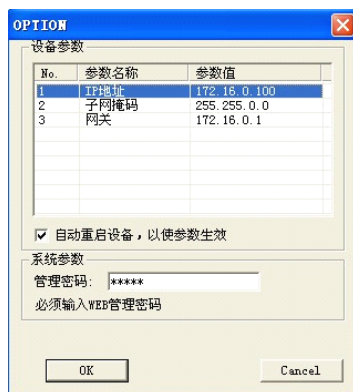 OPTION
设备参数
No. 参数名称 参数值
1 IP地址 172.16.0.100
2 子网掩码 255.255.0.0
3 网关 172.16.0.1
自动重启设备，以使参数生效
系统参数
管理密码: *****
必须输入WEB管理密码
OK Cancel